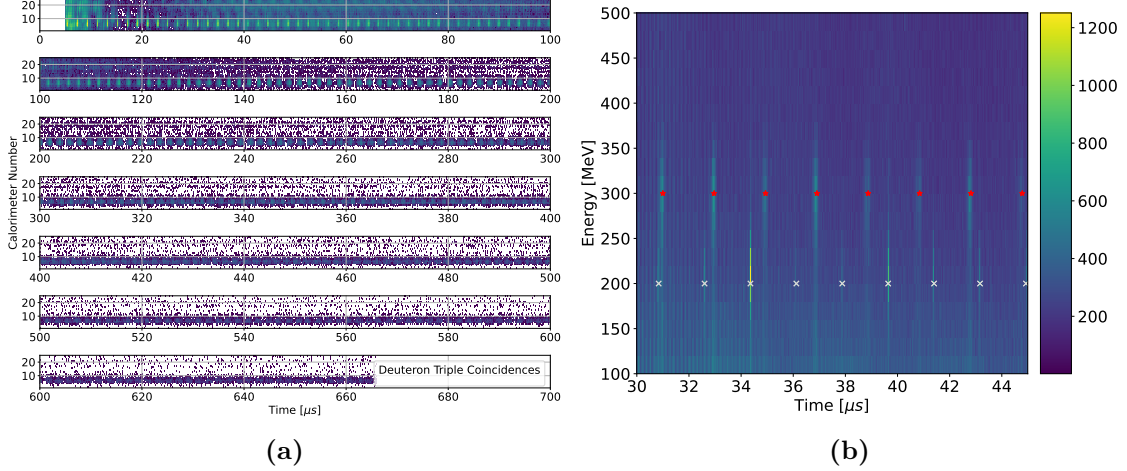 20
10
0 20 40 60 80 100
20
10
100 120 140 160 180 200
20
10
200 220 240 260 280 300
20
10
300 320 340 360 380 400
20
10
400 420 440 460 480 500
20
10
500 520 540 560 580 600
20
10
Deuteron Triple Coincidences
600 620 640 660 680 700
Calorimeter Number
Time [μs]
(a)
500
450
400
350
300
250
200
150
100
Energy [MeV]
30 32 34 36 38 40 42 44
Time [μs]
1200
1000
800
600
400
200
(b)